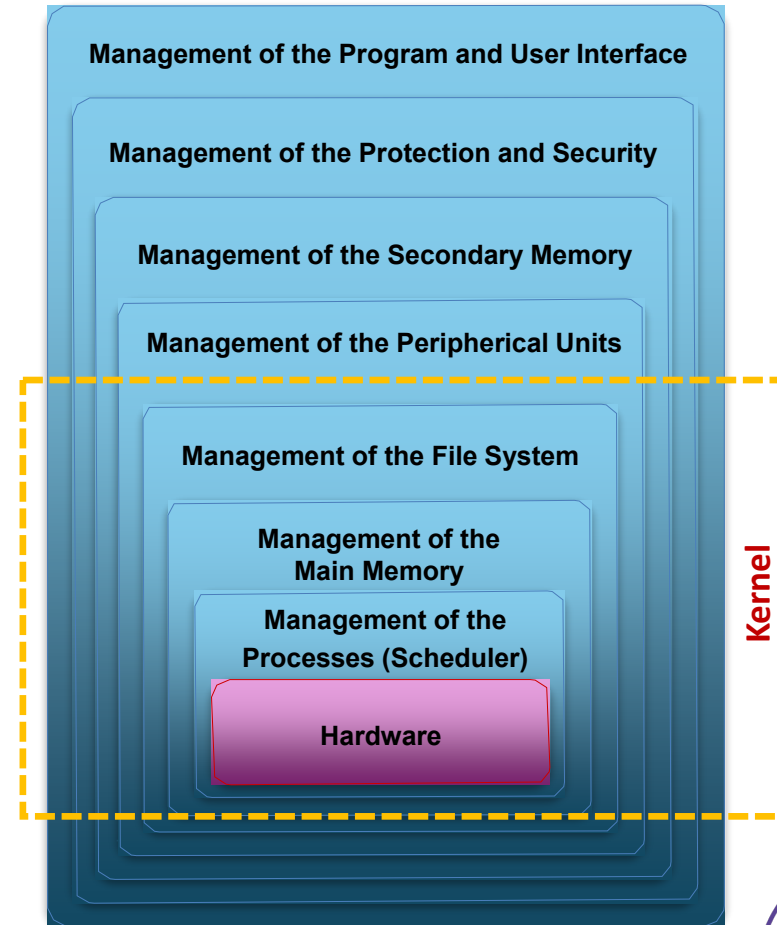 Management of the Program and User Interface
Management of the Protection and Security
Management of the Secondary Memory
Management of the Peripherical Units
Management of the File System
Management of the
Main Memory
Management of the
Processes (Scheduler)
Hardware
Kernel